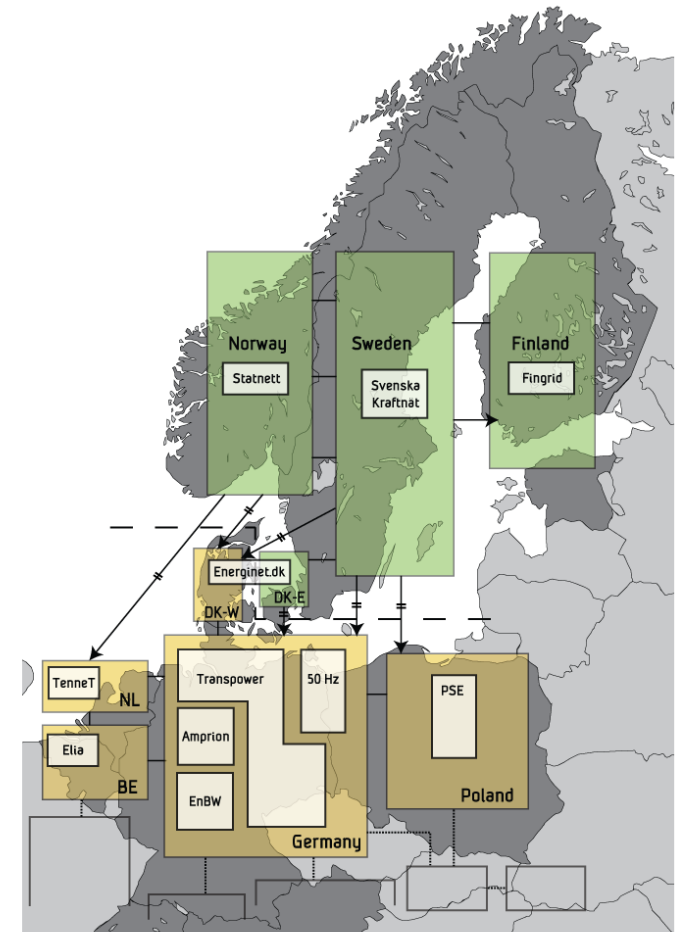 Norway
Sweden
Finland
Statnett
Svenska
Kraftnät
Fingrid
Energinet.dk
DK-E
DK-W
TenneT
NL
Transpower
50 Hz
PSE
Amprion
Elia
BE
EnBW
Poland
Germany